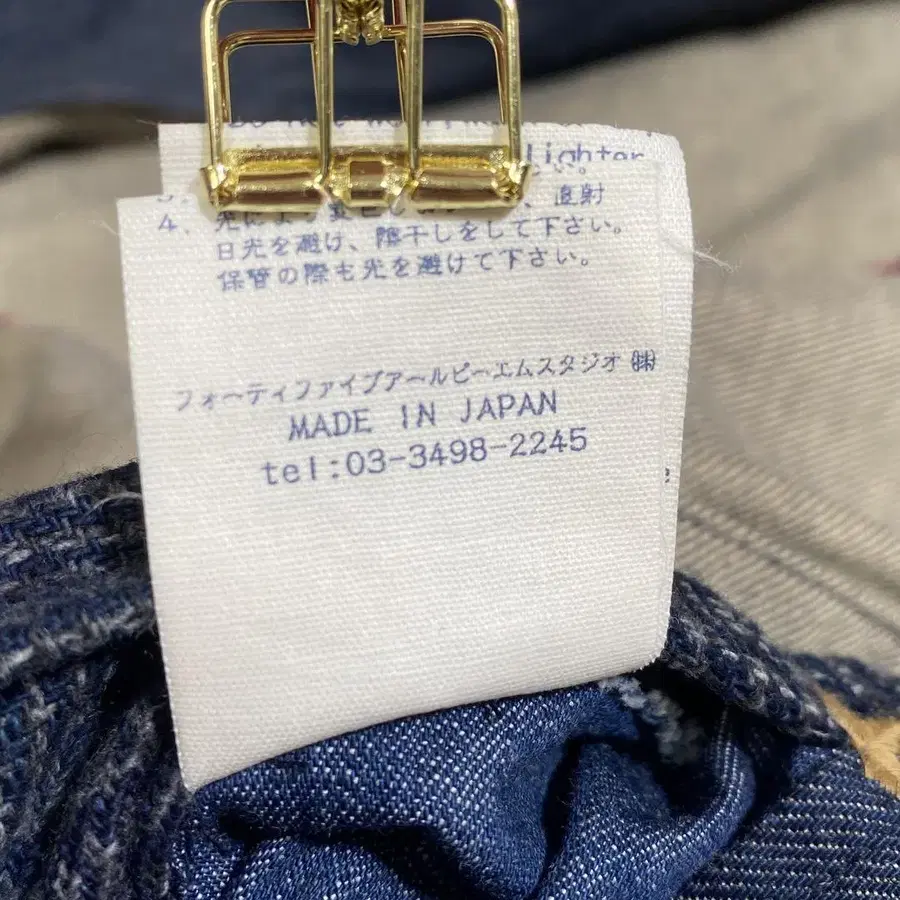 Lighter
い。
4. 光により変色しま、直射
日光を避け、陰干しをして下さい。
保管の際も光を避けて下さい。
フォーティファイブアールピーエムスタジオ㈱
MADE IN JAPAN
tel:03-3498-2245